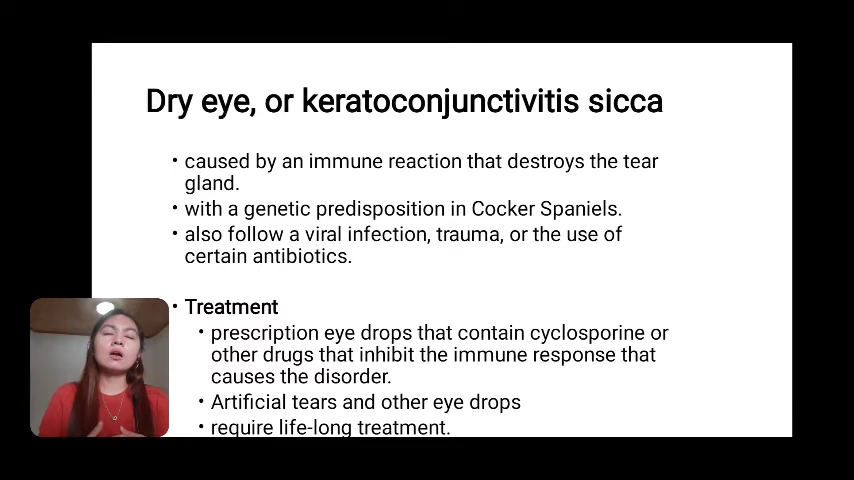 Dry eye, or keratoconjunctivitis sicca
• caused by an immune reaction that destroys the tear
gland.
• with a genetic predisposition in Cocker Spaniels.
• also follow a viral infection, trauma, or the use of
certain antibiotics.
• Treatment
• prescription eye drops that contain cyclosporine or
other drugs that inhibit the immune response that
causes the disorder.
• Artificial tears and other eye drops
• require life-long treatment.